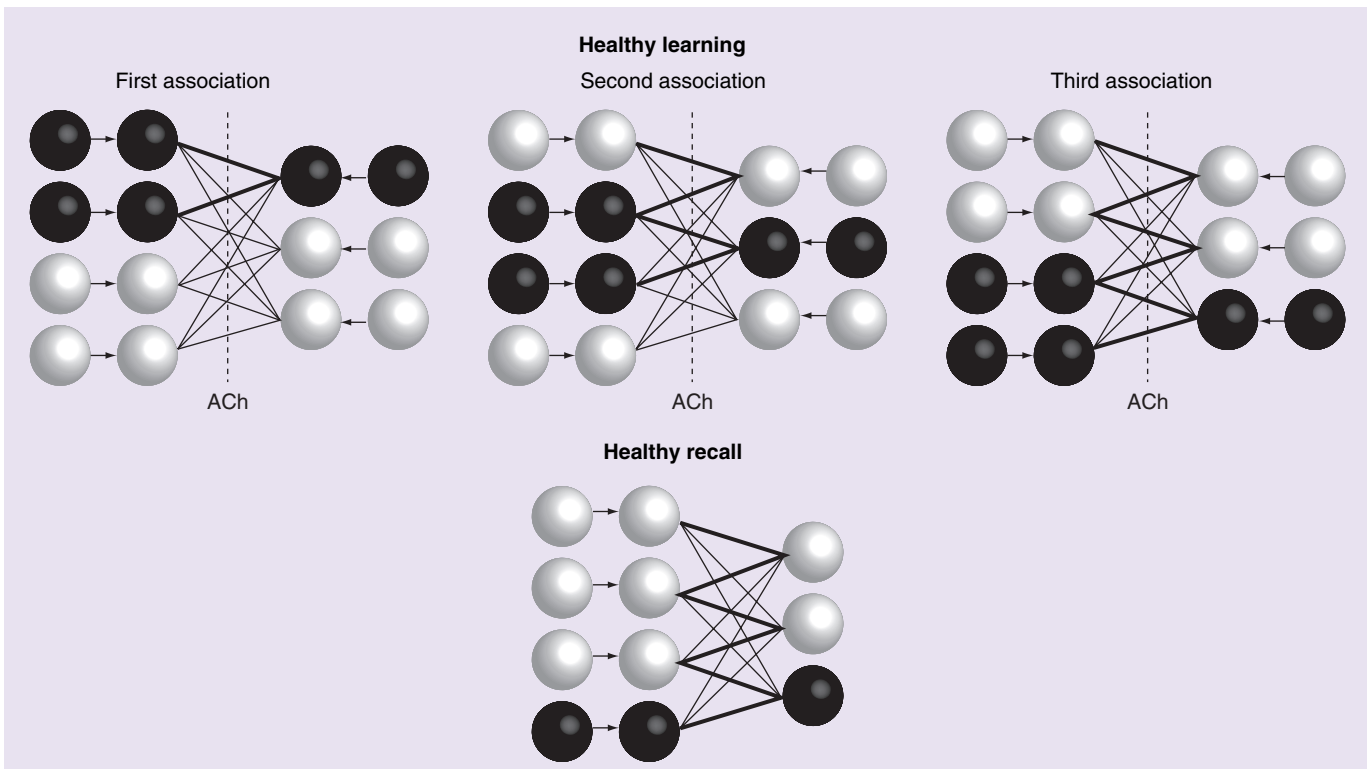 Healthy learning
First association
Second association
Third association
ACh
ACh
ACh
Healthy recall